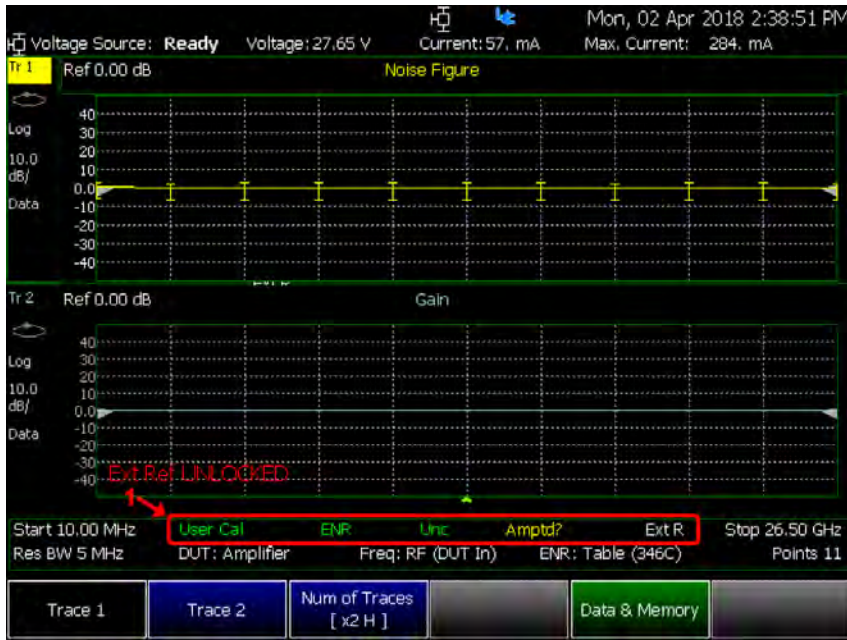 Mon, 02 Apr 2018 2:38:51 PM
Voltage Source: Ready Voltage: 27.65 V Current: 57. mA Max. Current: 284. mA
Tr 1 Ref 0.00 dB Noise Figure
Log
10.0
dB/
Data
40
30
20
10
0.0
-10
-20
-30
-40
Tr 2 Ref 0.00 dB Gain
Log
10.0
dB/
Data
40
30
20
10
0.0
-10
-20
-30
-40
Ext Ref UNLOCKED
Start 10.00 MHz User Cal ENR Unc Amptd? Ext R Stop 26.50 GHz
Res BW 5 MHz DUT: Amplifier Freq: RF (DUT In) ENR: Table (346C) Points 11
Trace 1
Trace 2
Num of Traces
[ x2 H ]
Data & Memory